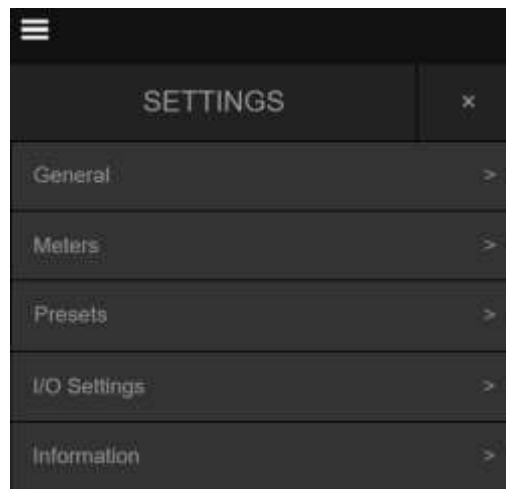 SETTINGS ×
General >
Meters >
Presets >
I/O Settings >
Information >